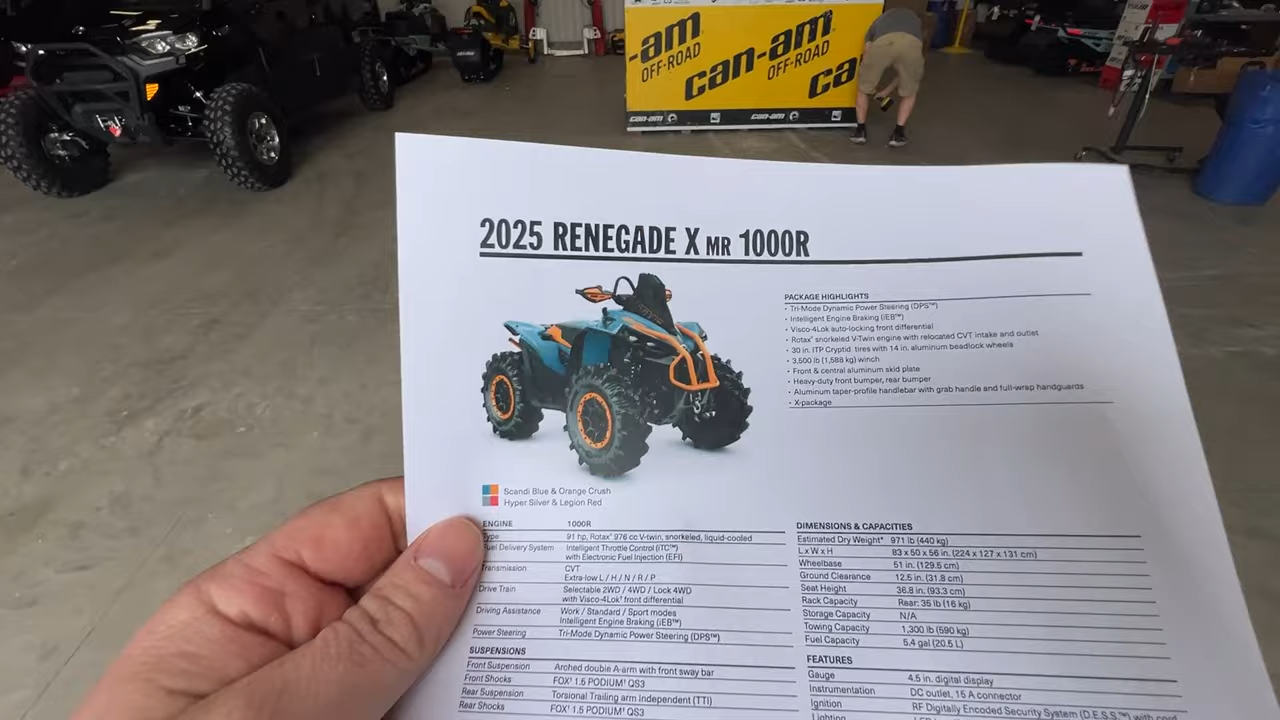 -am
OFF-ROAD
can-am
OFF-ROAD
ca
can-am
can-am
2025 RENEGADE X MR 1000R
PACKAGE HIGHLIGHTS
• Tri-Mode Dynamic Power Steering (DPS™)
• Intelligent Engine Braking (iEB™)
• Visco-4Lok auto-locking front differential
• Rotax† snorkeled V-Twin engine with relocated CVT intake and outlet
• 30 in. ITP Cryptid tires with 14 in. aluminum beadlock wheels
• 3,500 lb (1,588 kg) winch
• Front & central aluminum skid plate
• Heavy-duty front bumper, rear bumper
• Aluminum taper-profile handlebar with grab handle and full-wrap handguards
• X-package
Scandi Blue & Orange Crush
Hyper Silver & Legion Red
ENGINE 1000R
Type 91 hp, Rotax† 976 cc V-twin, snorkeled, liquid-cooled
Fuel Delivery System Intelligent Throttle Control (iTC™)
with Electronic Fuel Injection (EFI)
Transmission CVT
Extra-low L / H / N / R / P
Drive Train Selectable 2WD / 4WD / Lock 4WD
with Visco-4Lok† front differential
Driving Assistance Work / Standard / Sport modes
Intelligent Engine Braking (iEB™)
Power Steering Tri-Mode Dynamic Power Steering (DPS™)
SUSPENSIONS
Front Suspension Arched double A-arm with front sway bar
Front Shocks FOX† 1.5 PODIUM† QS3
Rear Suspension Torsional Trailing arm Independent (TTI)
Rear Shocks FOX† 1.5 PODIUM† QS3
DIMENSIONS & CAPACITIES
Estimated Dry Weight* 971 lb (440 kg)
L x W x H 83 x 50 x 56 in. (224 x 127 x 131 cm)
Wheelbase 51 in. (129.5 cm)
Ground Clearance 12.5 in. (31.8 cm)
Seat Height 36.8 in. (93.3 cm)
Rack Capacity Rear: 35 lb (16 kg)
Storage Capacity N/A
Towing Capacity 1,300 lb (590 kg)
Fuel Capacity 5.4 gal (20.5 L)
FEATURES
Gauge 4.5 in. digital display
Instrumentation DC outlet, 15 A connector
Ignition RF Digitally Encoded Security System (D.E.S.S.™) with cord
Lighting